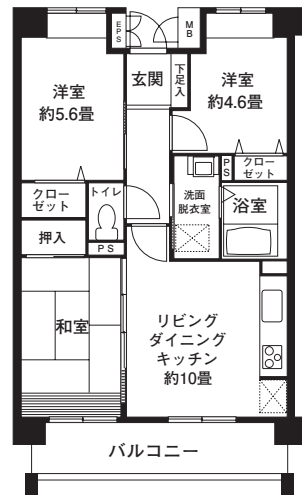 EPS
MB
玄関
下足入
洋室
約5.6畳
洋室
約4.6畳
クロー
ゼット
トイレ
洗面
脱衣室
PS
クロー
ゼット
浴室
押入
PS
和室
リビング
ダイニング
キッチン
約10畳
バルコニー